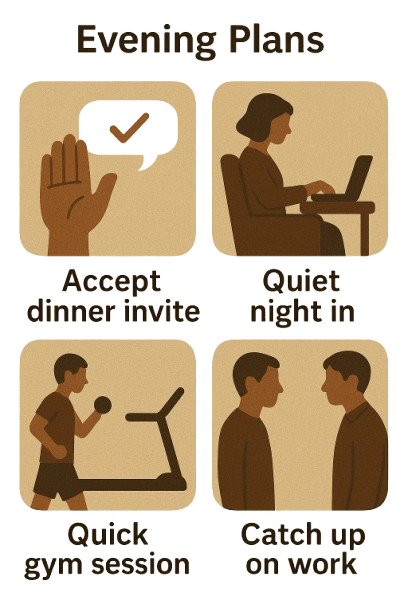 Evening Plans
Accept
dinner invite
Quiet
night in
Quick
gym session
Catch up
on work